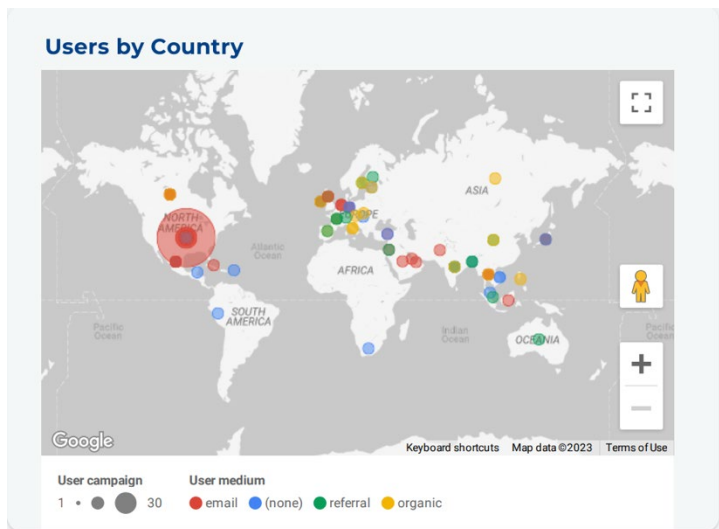 Users by Country
ASIA
NORTH
AMERICA
EUROPE
Atlantic
Ocean
AFRICA
SOUTH
AMERICA
Pacific
Ocean
Indian
Ocean
OCEANIA
Pacific
Ocean
Google
Keyboard shortcuts Map data ©2023 Terms of Use
User campaign User medium
1 30 email (none) referral organic